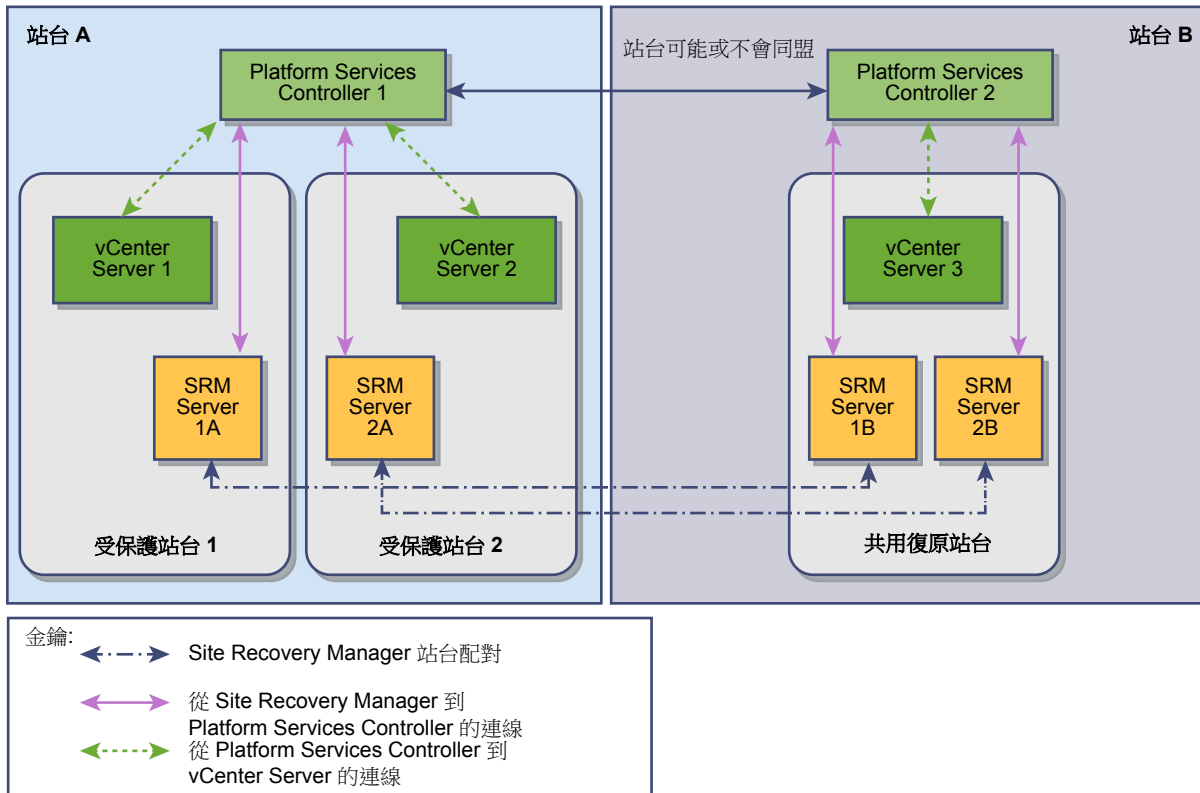 站台 A
站台 B
站台可能或不會同盟
Platform Services
Controller 1
Platform Services
Controller 2
vCenter
Server 1
vCenter
Server 2
vCenter
Server 3
SRM
Server
1A
SRM
Server
2A
SRM
Server
1B
SRM
Server
2B
受保護站台 1
受保護站台 2
共用復原站台
金鑰:
Site Recovery Manager 站台配對
從 Site Recovery Manager 到
Platform Services Controller 的連線
從 Platform Services Controller 到
vCenter Server 的連線